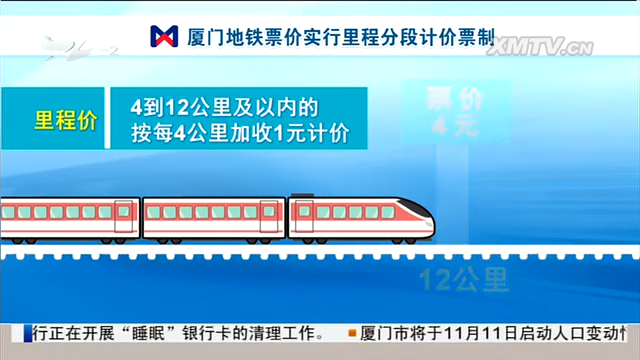 厦门地铁票价实行里程分段计价票制
XMTV.CN
里程价
4到12公里及以内的
按每4公里加收1元计价
票价
4元
12公里
行正在开展“睡眠”银行卡的清理工作。 ■厦门市将于11月11日启动人口变动情